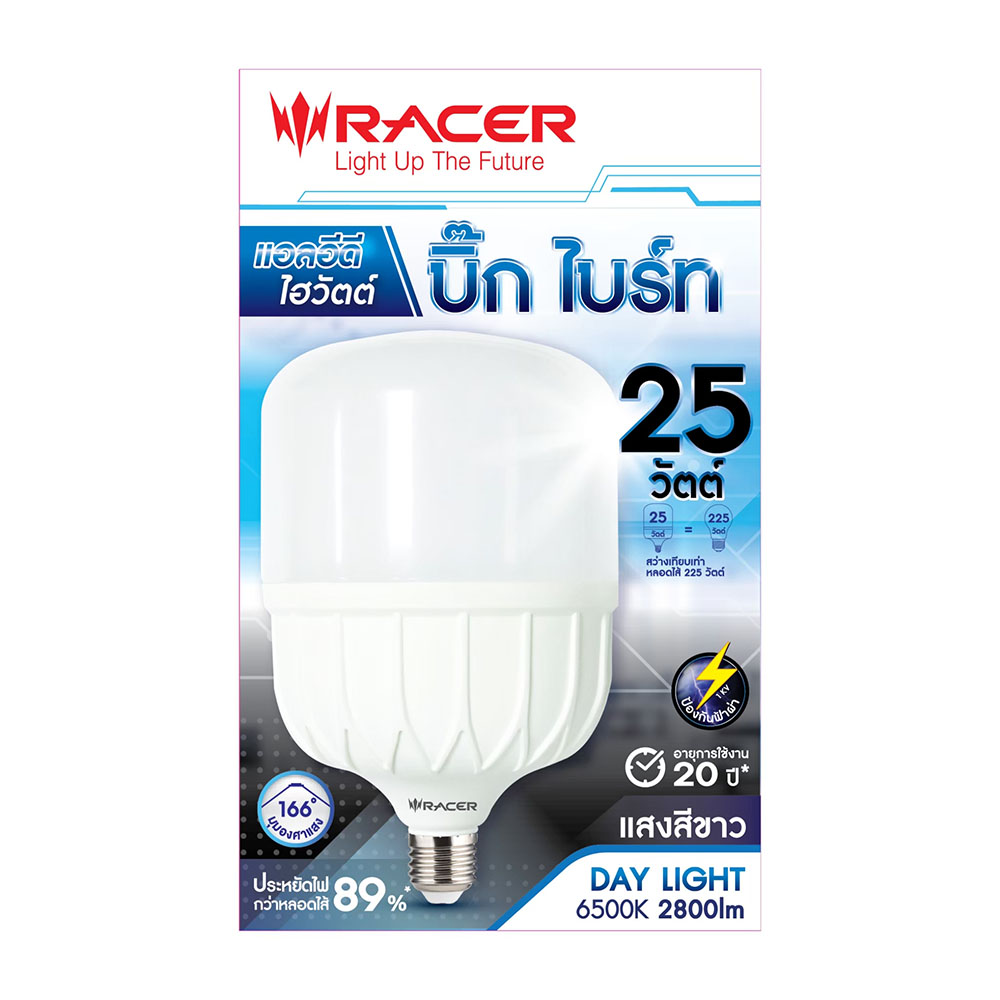 RACER
Light Up The Future
แอลอีดี
ไฮวัตต์
บิ๊ก ไบร์ท
25
วัตต์
25
วัตต์
=
225
วัตต์
สว่างเทียบเท่า
หลอดไส้ 225 วัตต์
1 KV
ป้องกันฟ้าผ่า
อายุการใช้งาน
20 ปี*
RACER
166°
มุมองศาแสง
แสงสีขาว
ประหยัดไฟ
กว่าหลอดไส้ 89%*
DAY LIGHT
6500K 2800lm